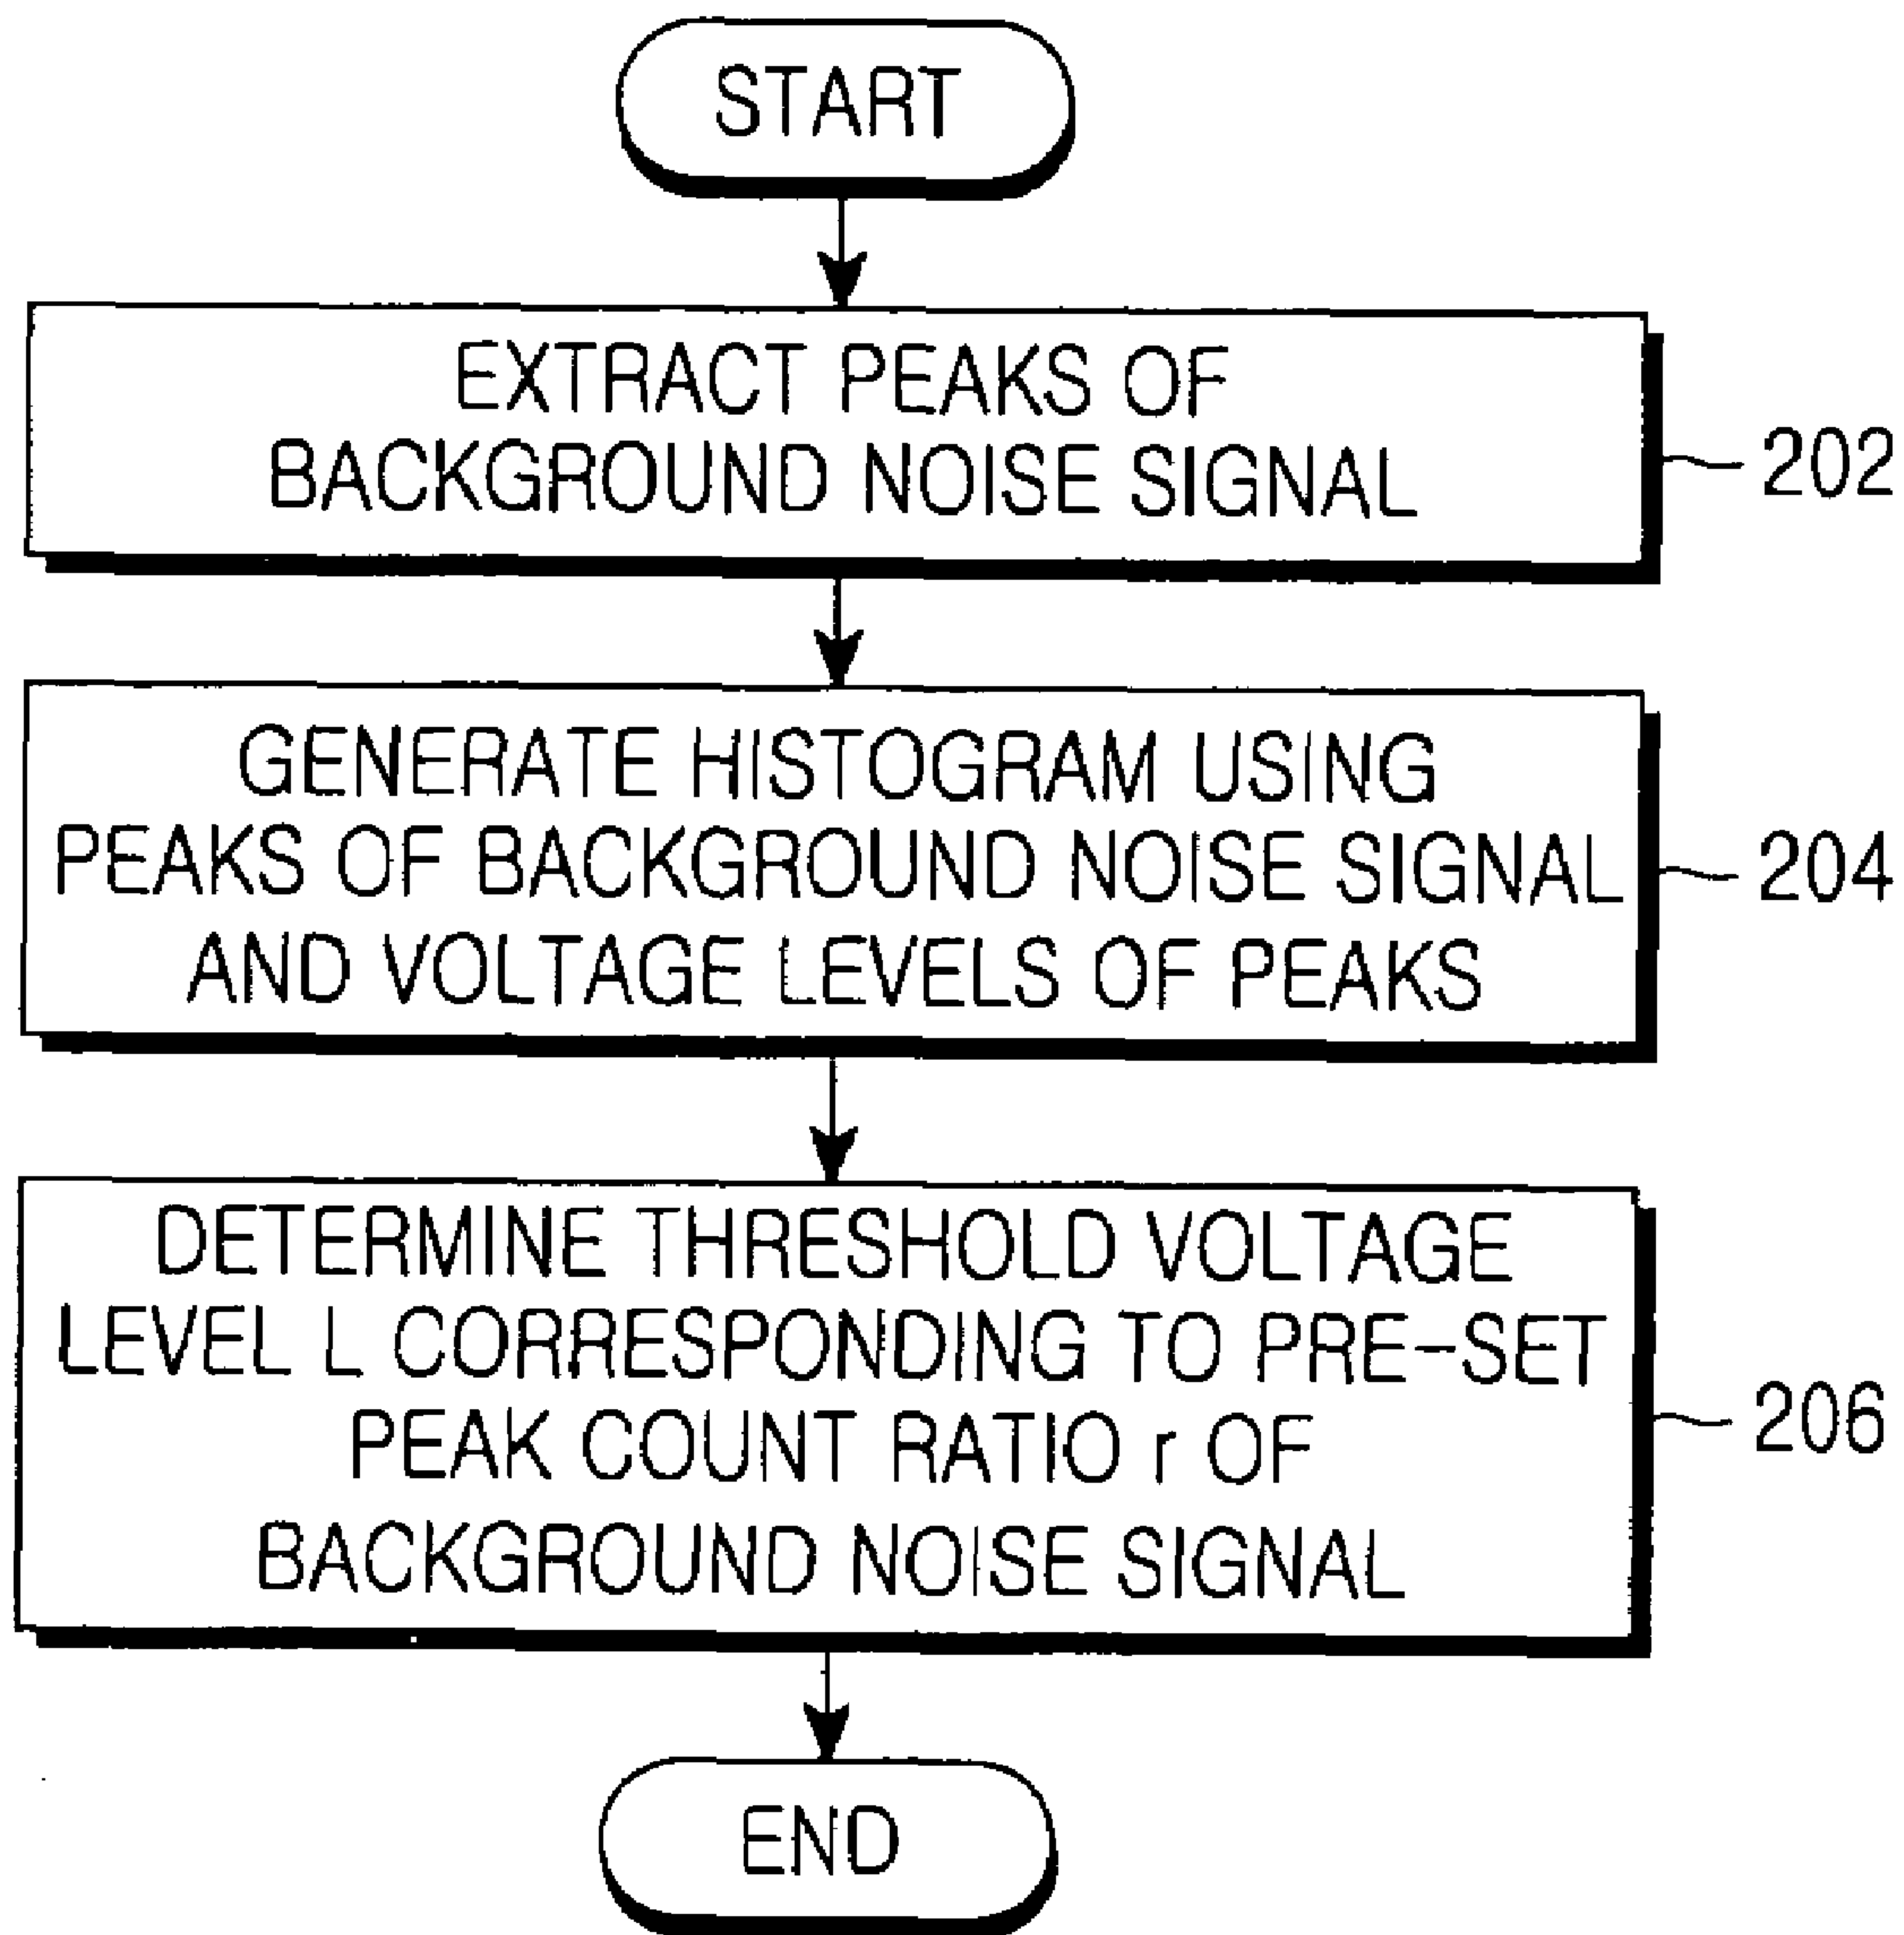 START
EXTRACT PEAKS OF
BACKGROUND NOISE SIGNAL
202
GENERATE HISTOGRAM USING
PEAKS OF BACKGROUND NOISE SIGNAL
AND VOLTAGE LEVELS OF PEAKS
204
DETERMINE THRESHOLD VOLTAGE
LEVEL L CORRESPONDING TO PRE-SET
PEAK COUNT RATIO r OF
BACKGROUND NOISE SIGNAL
206
END